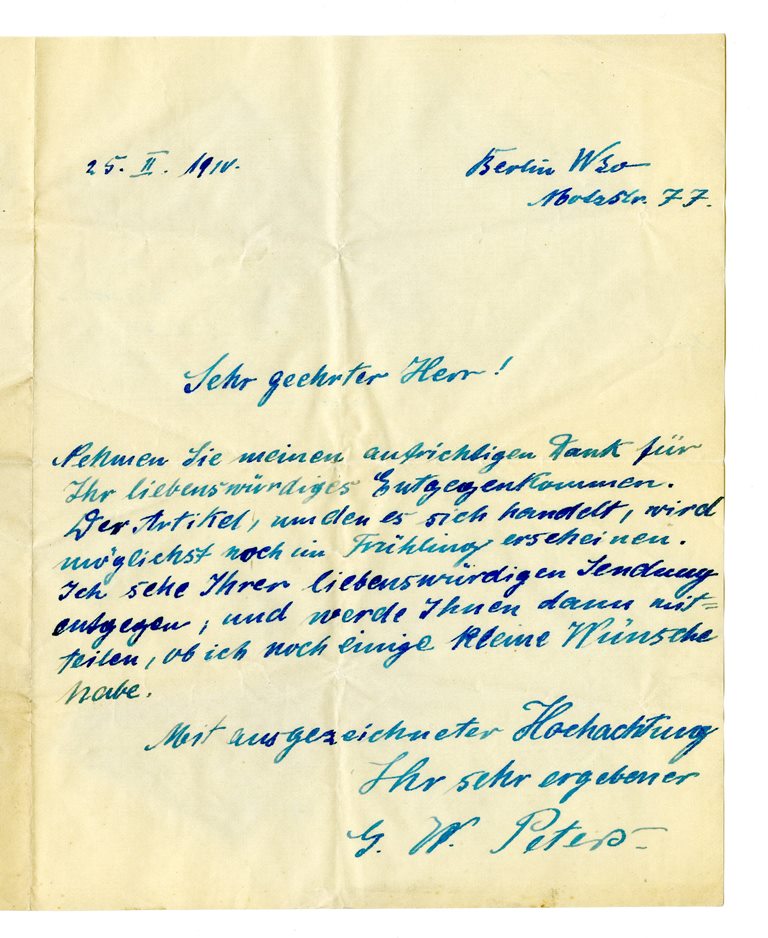 25. II. 1910.
Berlin W30
Motzstr. 77.
Sehr geehrter Herr!
Nehmen Sie meinen aufrichtigen Dank für
Ihr liebenswürdiges Entgegenkommen.
Der Artikel, um den es sich handelt, wird
möglichst noch im Frühling erscheinen.
Ich sehe Ihrer liebenswürdigen Sendung
entgegen, und werde Ihnen dann mit=
teilen, ob ich noch einige kleine Wünsche
habe.
Mit ausgezeichneter Hochachtung
Ihr sehr ergebener
G. W. Peters